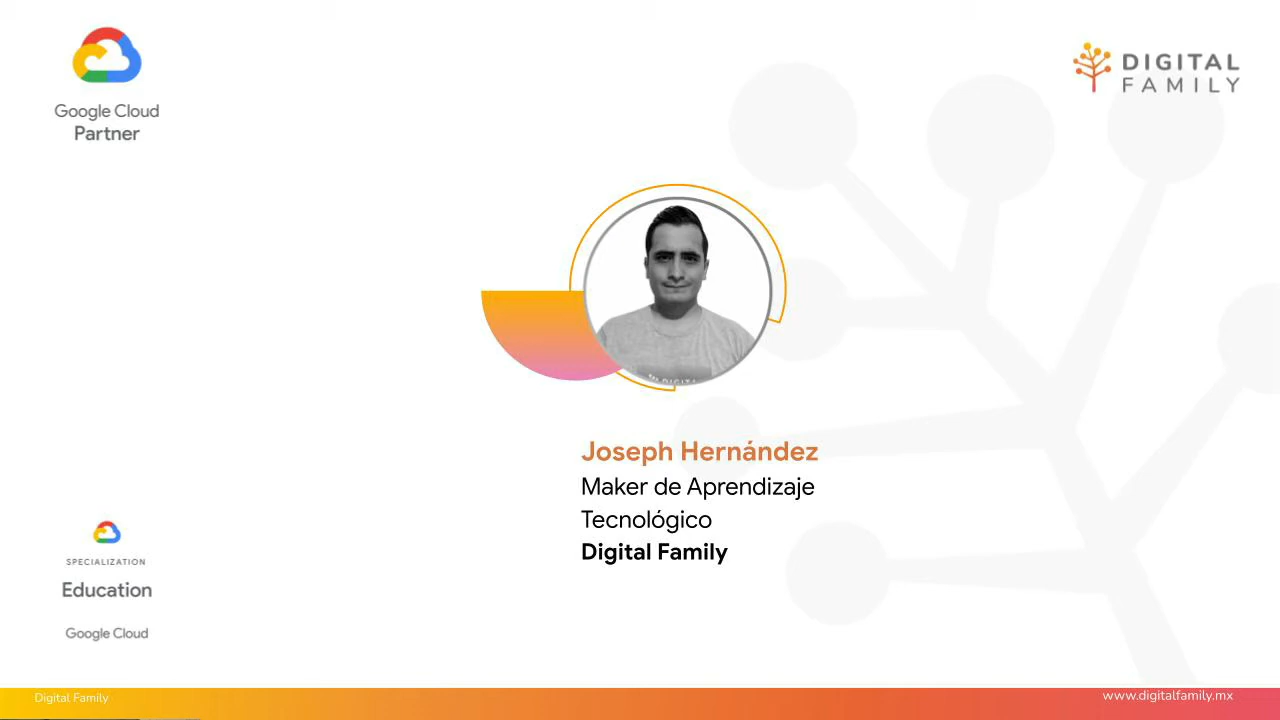 Google Cloud
Partner
DIGITAL
FAMILY
Joseph Hernández
Maker de Aprendizaje
Tecnológico
Digital Family
SPECIALIZATION
Education
Google Cloud
Digital Family
www.digitalfamily.mx